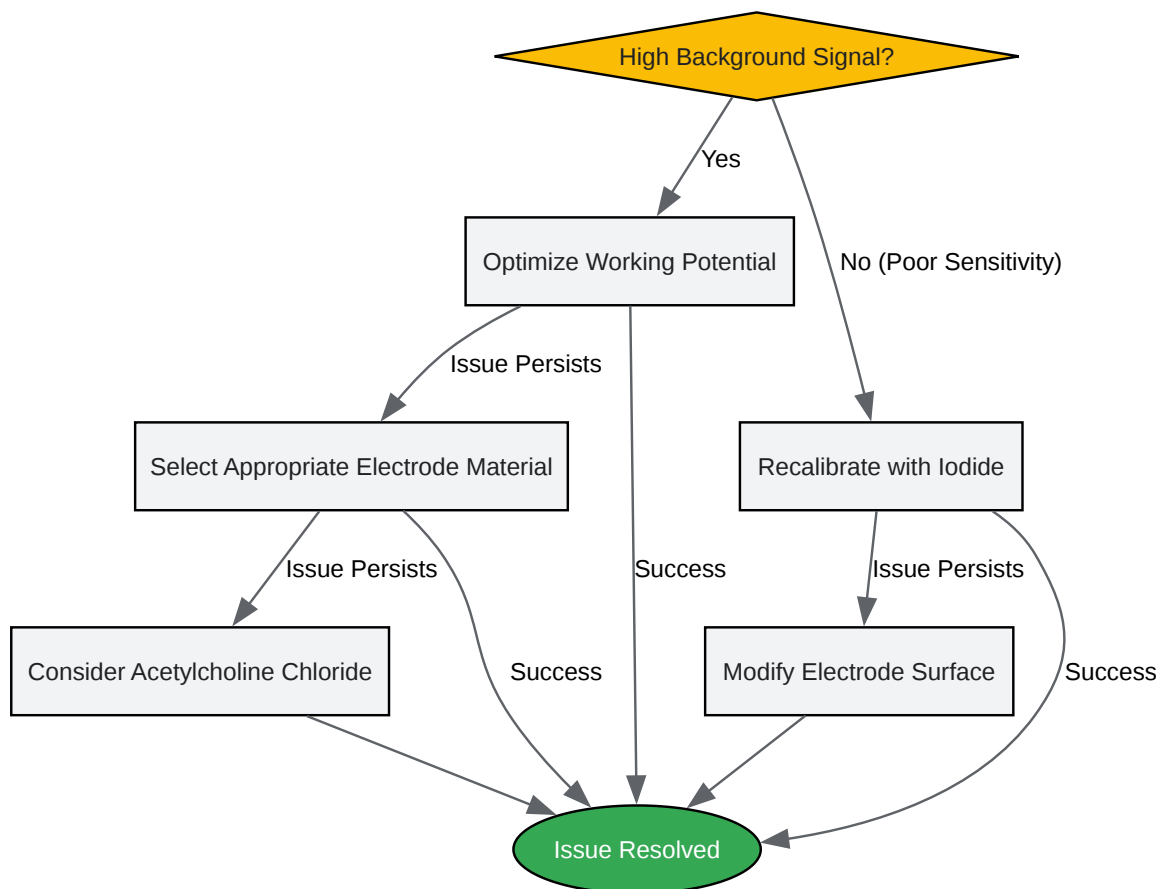 High Background Signal?
Yes
Optimize Working Potential
No (Poor Sensitivity)
Issue Persists
Select Appropriate Electrode Material
Recalibrate with Iodide
Issue Persists
Success
Issue Persists
Consider Acetylcholine Chloride
Success
Modify Electrode Surface
Success
Issue Resolved